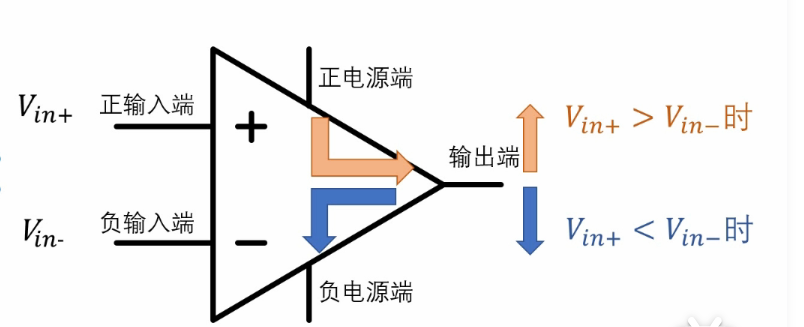 正电源端
V_{in+} 正输入端
+
V_{in+} > V_{in-}时
输出端
V_{in-} 负输入端
−
V_{in+} < V_{in-}时
负电源端